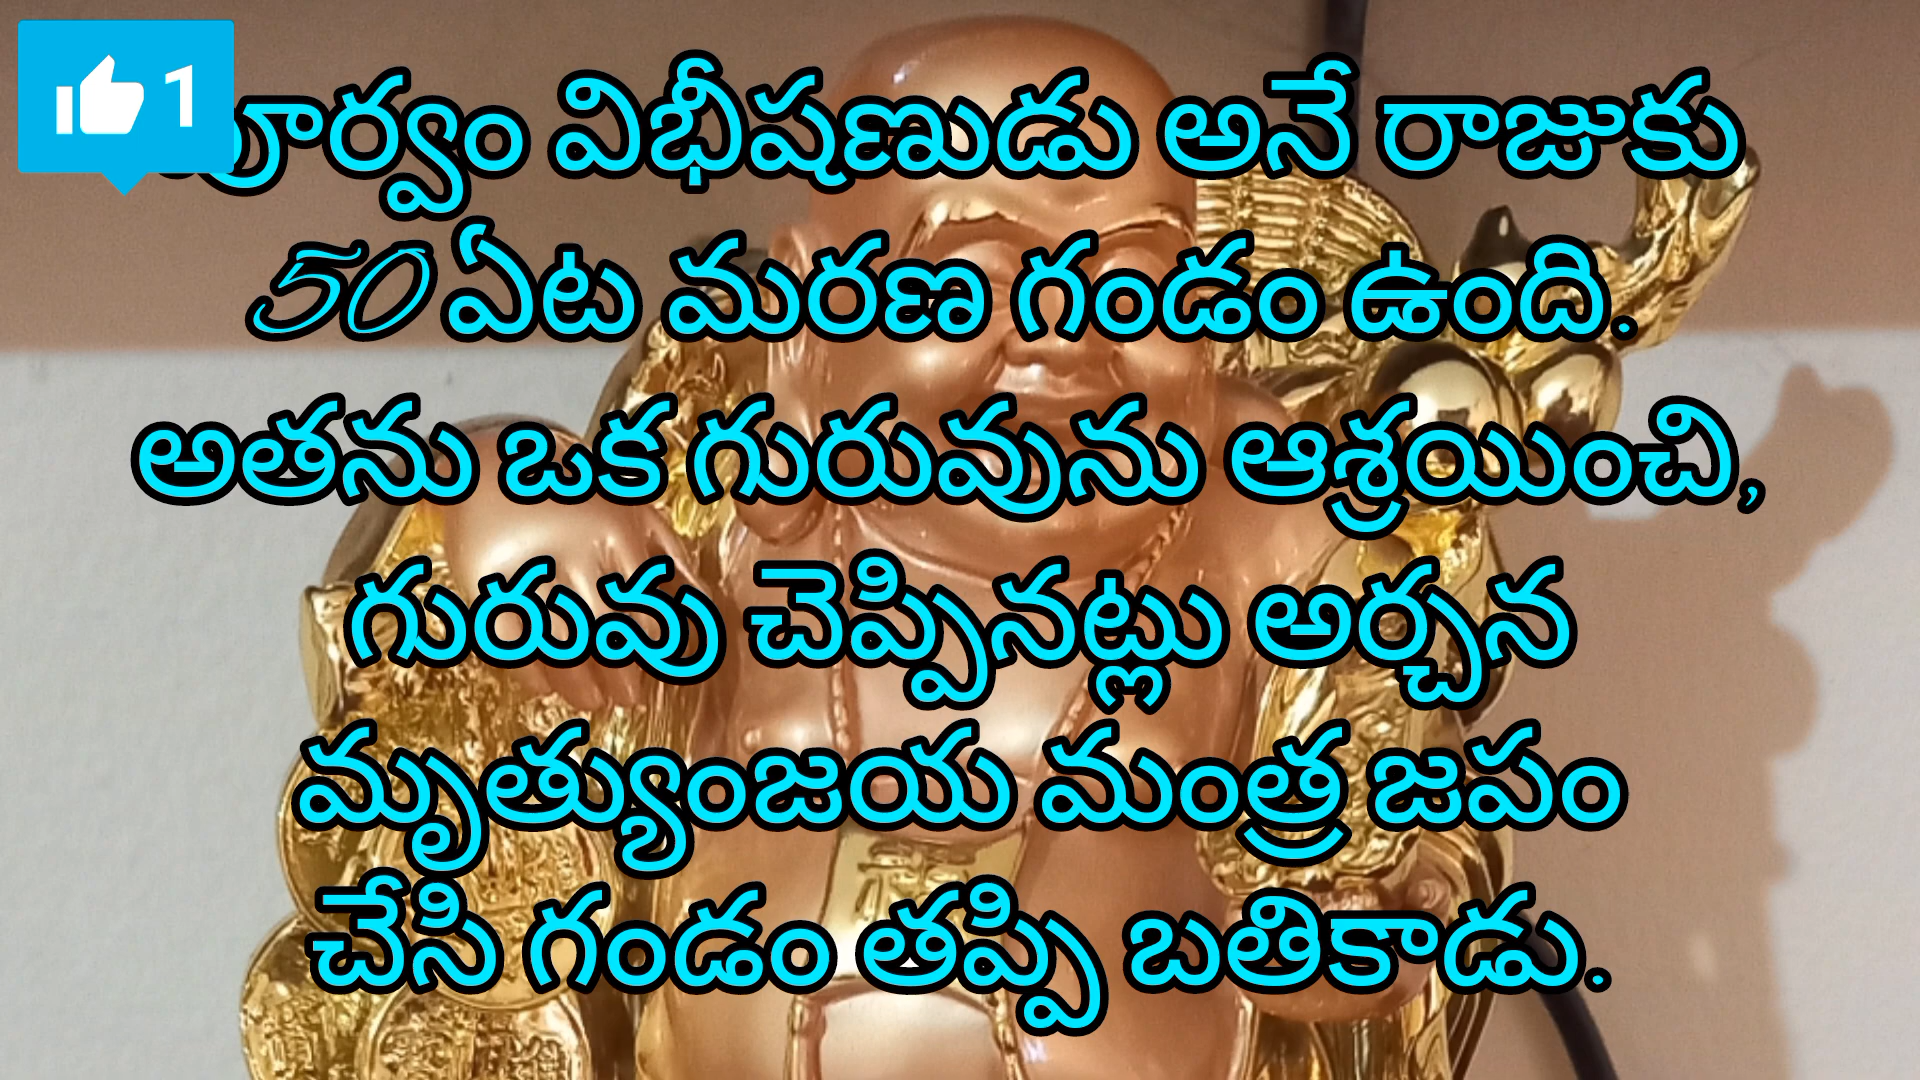 1
పూర్వం విభీషణుడు అనే రాజుకు
50 ఏట మరణ గండం ఉంది.
అతను ఒక గురువును ఆశ్రయించి,
గురువు చెప్పినట్లు అర్చన
మృత్యుంజయ మంత్ర జపం
చేసి గండం తప్పి బతికాడు.